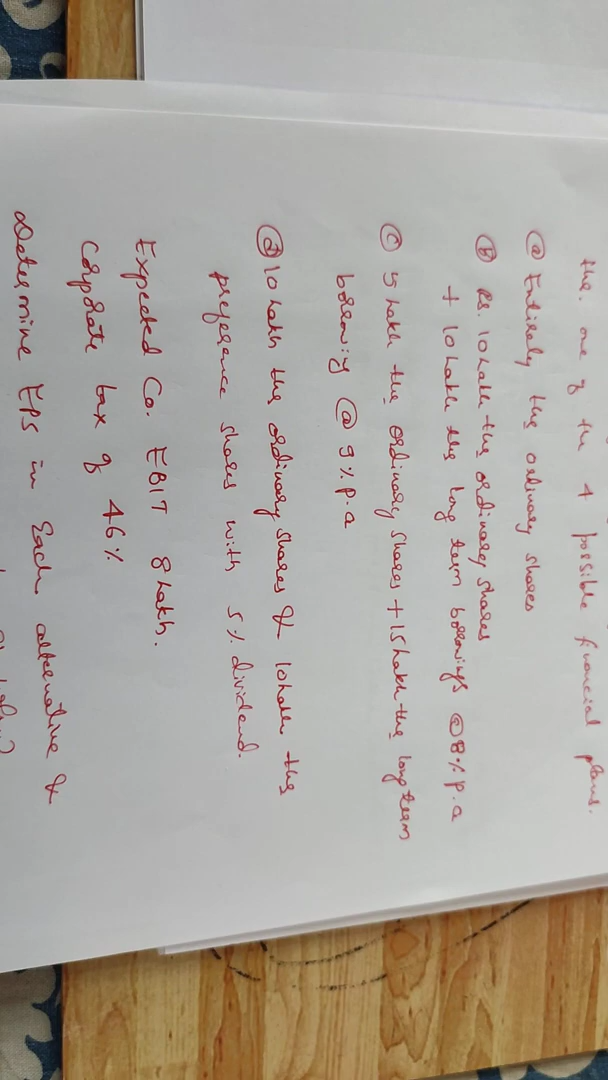 the one of the 4 possible financial plans.
(a) Entirely the ordinary shares
(b) Rs. 10 lakh the ordinary shares
+ 10 lakh the long term borrowings @ 8% p.a
(c) 5 lakh the ordinary shares + 15 lakh the long term
borrowing @ 9% p.a
(d) 10 lakh the ordinary shares & 10 lakh the
preference shares with 5% dividend.
Expected Co. EBIT 8 lakh.
Corporate tax of 46%
Determine EPS in Each alternative &